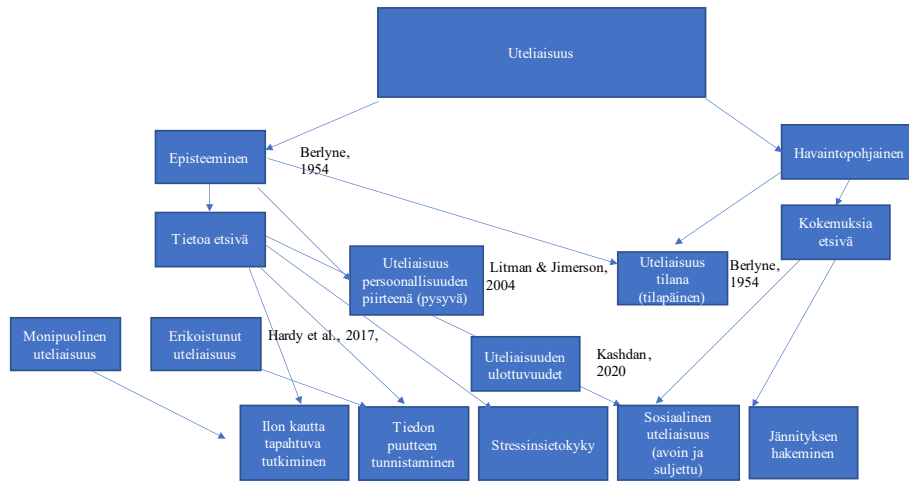 Uteliaisuus
Episteeminen
Berlyne,
1954
Havaintopohjainen
Tietoa etsivä
Kokemuksia
etsivä
Uteliaisuus
persoonallisuuden
piirteenä (pysyvä)
Litman & Jimerson,
2004
Uteliaisuus
tilana
(tilapäinen)
Berlyne,
1954
Monipuolinen
uteliaisuus
Erikoistunut
uteliaisuus
Hardy et al., 2017,
Uteliaisuuden
ulottuvuudet
Kashdan,
2020
Ilon kautta
tapahtuva
tutkiminen
Tiedon
puutteen
tunnistaminen
Stressinsietokyky
Sosiaalinen
uteliaisuus
(avoin ja
suljettu)
Jännityksen
hakeminen